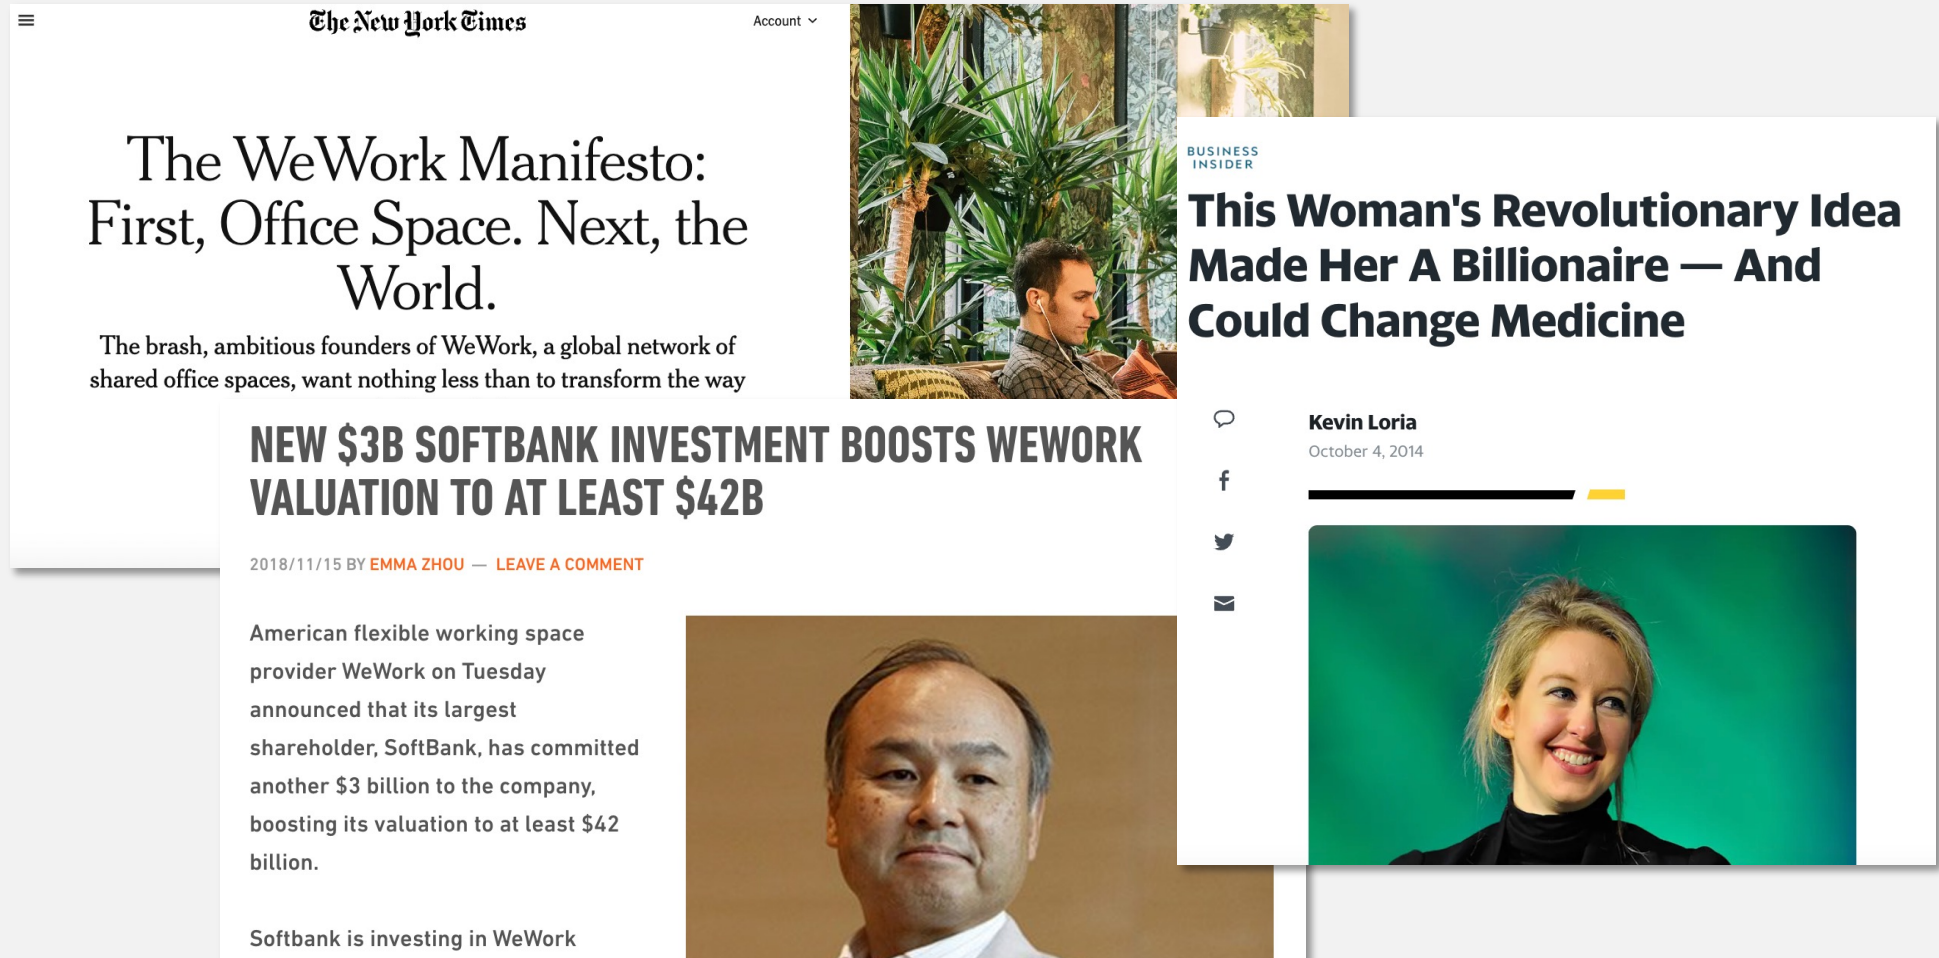 The New York Times
Account
The WeWork Manifesto:
First, Office Space. Next, the
World.
The brash, ambitious founders of WeWork, a global network of
shared office spaces, want nothing less than to transform the way
NEW $3B SOFTBANK INVESTMENT BOOSTS WEWORK
VALUATION TO AT LEAST $42B
2018/11/15 BY EMMA ZHOU — LEAVE A COMMENT
American flexible working space
provider WeWork on Tuesday
announced that its largest
shareholder, SoftBank, has committed
another $3 billion to the company,
boosting its valuation to at least $42
billion.
Softbank is investing in WeWork
BUSINESS
INSIDER
This Woman's Revolutionary Idea
Made Her A Billionaire — And
Could Change Medicine
Kevin Loria
October 4, 2014